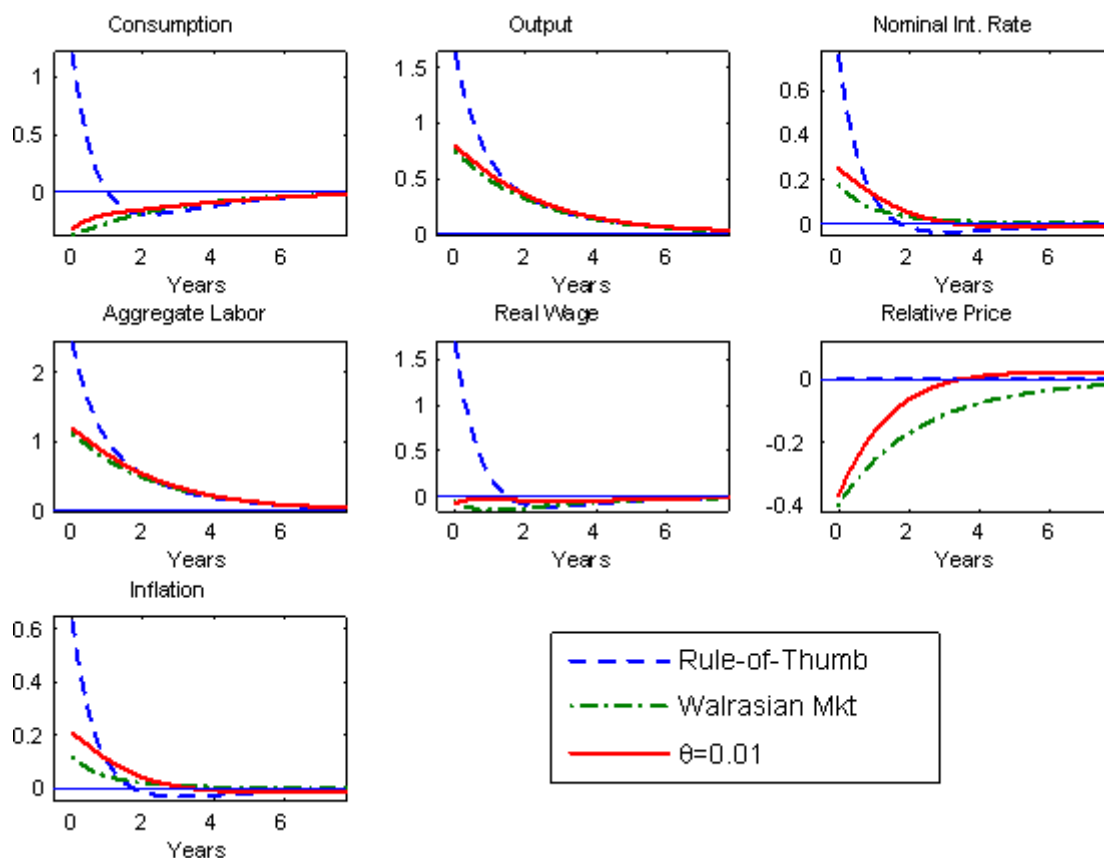 Consumption
1
0.5
0
0 2 4 6
Years
Output
1.5
1
0.5
0
0 2 4 6
Years
Nominal Int. Rate
0.6
0.4
0.2
0
0 2 4 6
Years
Aggregate Labor
2
1
0
0 2 4 6
Years
Real Wage
1.5
1
0.5
0
0 2 4 6
Years
Relative Price
0
-0.2
-0.4
0 2 4 6
Years
Inflation
0.6
0.4
0.2
0
0 2 4 6
Years
Rule-of-Thumb
Walrasian Mkt
θ=0.01